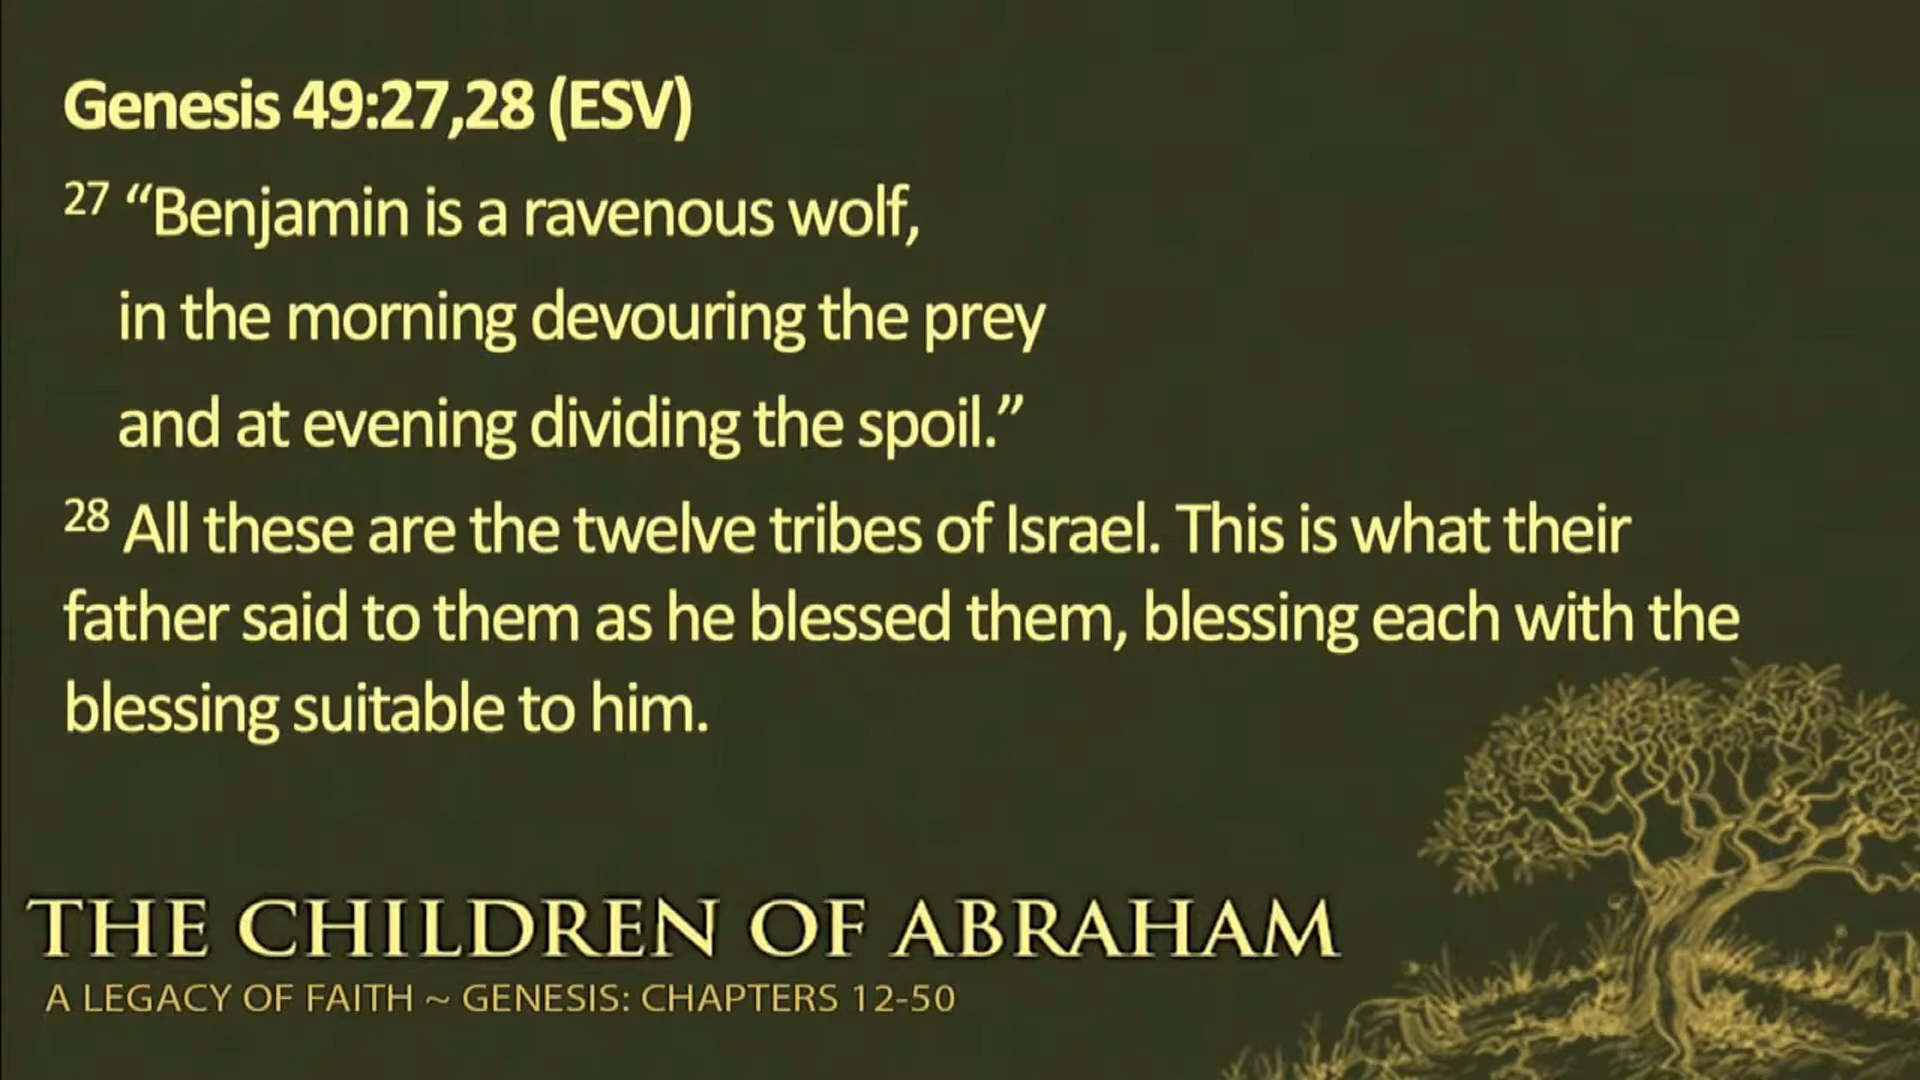 Genesis 49:27,28 (ESV)
27 “Benjamin is a ravenous wolf,
in the morning devouring the prey
and at evening dividing the spoil.”
28 All these are the twelve tribes of Israel. This is what their
father said to them as he blessed them, blessing each with the
blessing suitable to him.
THE CHILDREN OF ABRAHAM
A LEGACY OF FAITH ~ GENESIS: CHAPTERS 12-50